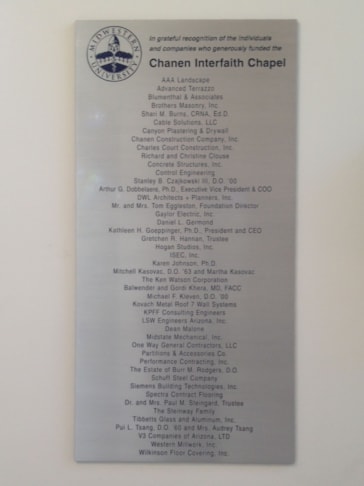 MIDWESTERN UNIVERSITY
In grateful recognition of the individuals
and companies who generously funded the
Chanen Interfaith Chapel
AAA Landscape
Advanced Terrazzo
Blumenthal & Associates
Brothers Masonry, Inc.
Shari M. Burns, CRNA, Ed.D.
Cable Solutions, LLC
Canyon Plastering & Drywall
Chanen Construction Company, Inc.
Charles Court Construction, Inc.
Richard and Christine Clouse
Concrete Structures, Inc.
Control Engineering
Stanley B. Czajkowski III, D.O. '00
Arthur G. Dobbelaere, Ph.D., Executive Vice President & COO
DWL Architects + Planners, Inc.
Mr. and Mrs. Tom Eggleston, Foundation Director
Gaylor Electric, Inc.
Daniel L. Germond
Kathleen H. Goeppinger, Ph.D., President and CEO
Gretchen R. Hannan, Trustee
Hogan Studios, Inc.
ISEC, Inc.
Karen Johnson, Ph.D.
Mitchell Kasovac, D.O. '63 and Martha Kasovac
The Ken Watson Corporation
Balwender and Gordi Khera, MD, FACC
Michael F. Kleven, D.O. '00
Kovach Metal Roof 7 Wall Systems
KPFF Consulting Engineers
LSW Engineers Arizona, Inc.
Dean Malone
Midstate Mechanical, Inc.
One Way General Contractors, LLC
Partitions & Accessories Co.
Performance Contracting, Inc.
The Estate of Burr M. Rodgers, D.O.
Schuff Steel Company
Siemens Building Technologies, Inc.
Spectra Contract Flooring
Dr. and Mrs. Paul M. Steingard, Trustee
The Steinway Family
Tibbetts Glass and Aluminum, Inc.
Pui L. Tsang, D.O. '60 and Mrs. Audrey Tsang
V3 Companies of Arizona, LTD
Western Millwork, Inc.
Wilkinson Floor Covering, Inc.